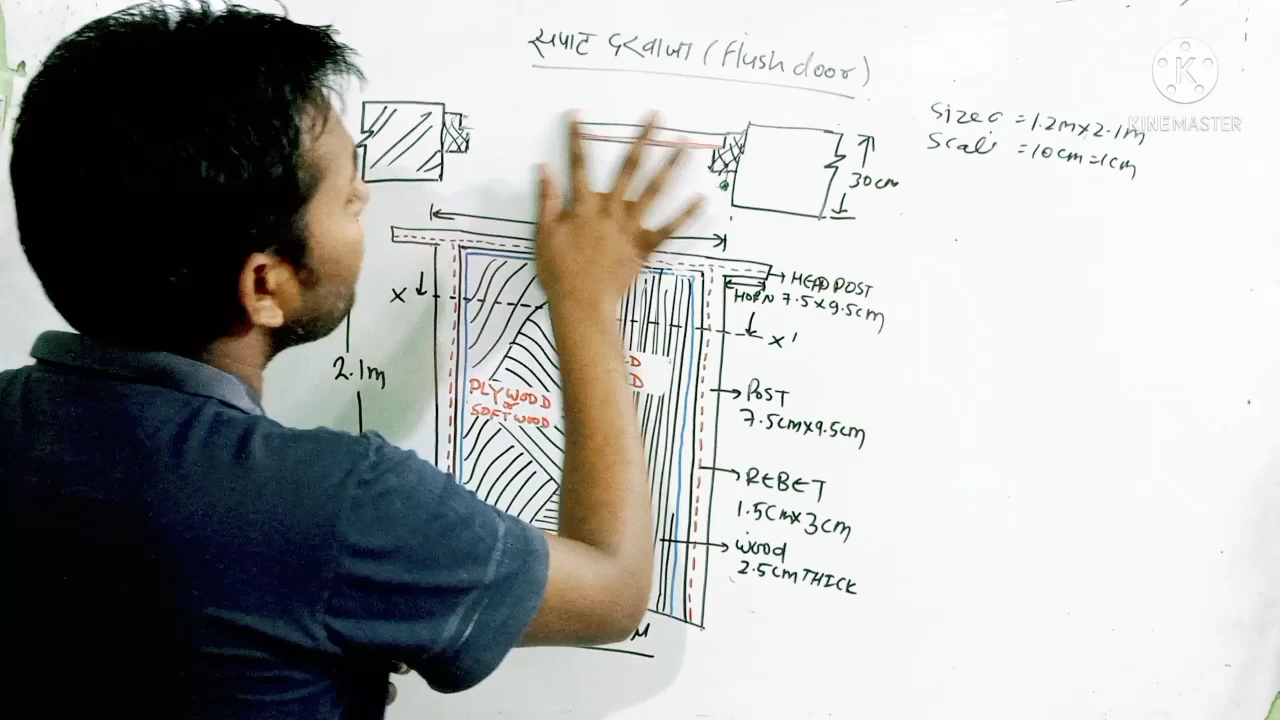 सपाट दरवाजा (Flush door)
Size = 1.2m x 2.1m
Scale = 10cm = 1cm
K
KINEMASTER
30 cm
HEAD POST
HORN 7.5 x 9.5cm
X
X'
2.1m
PLYWOOD
or
SOFTWOOD
D
D
POST
7.5cm x 9.5cm
REBET
1.5cm x 3cm
wood
2.5cm THICK
M